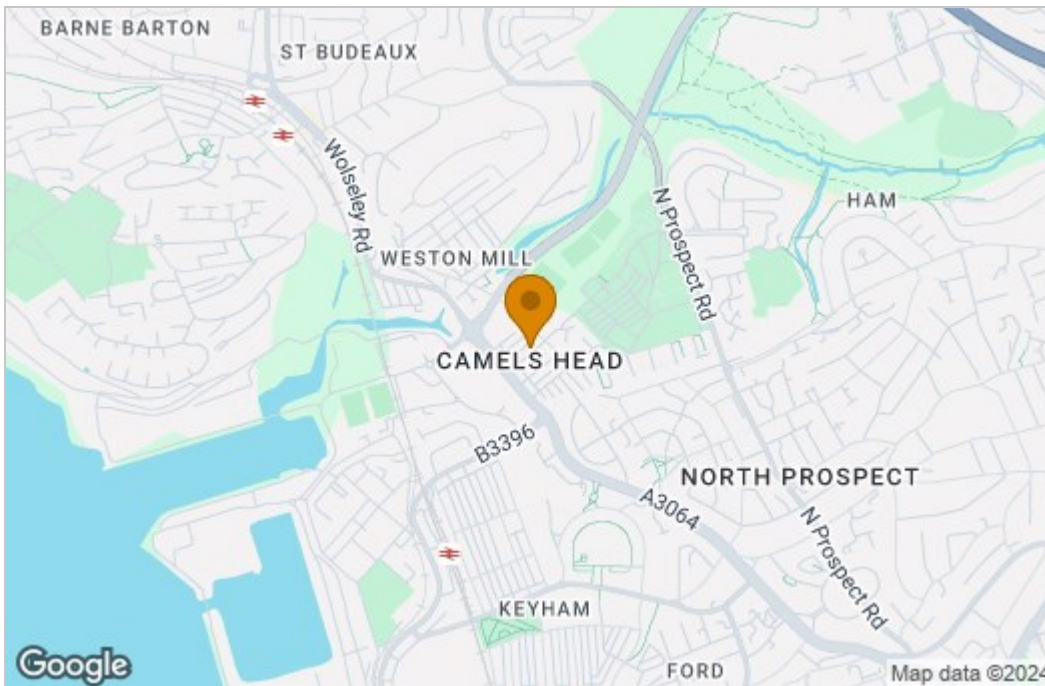 BARNE BARTON
ST BUDEAUX
Wolseley Rd
N Prospect Rd
HAM
WESTON MILL
CAMELS HEAD
B3396
NORTH PROSPECT
A3064
N Prospect Rd
KEYHAM
FORD
Google
Map data ©2024